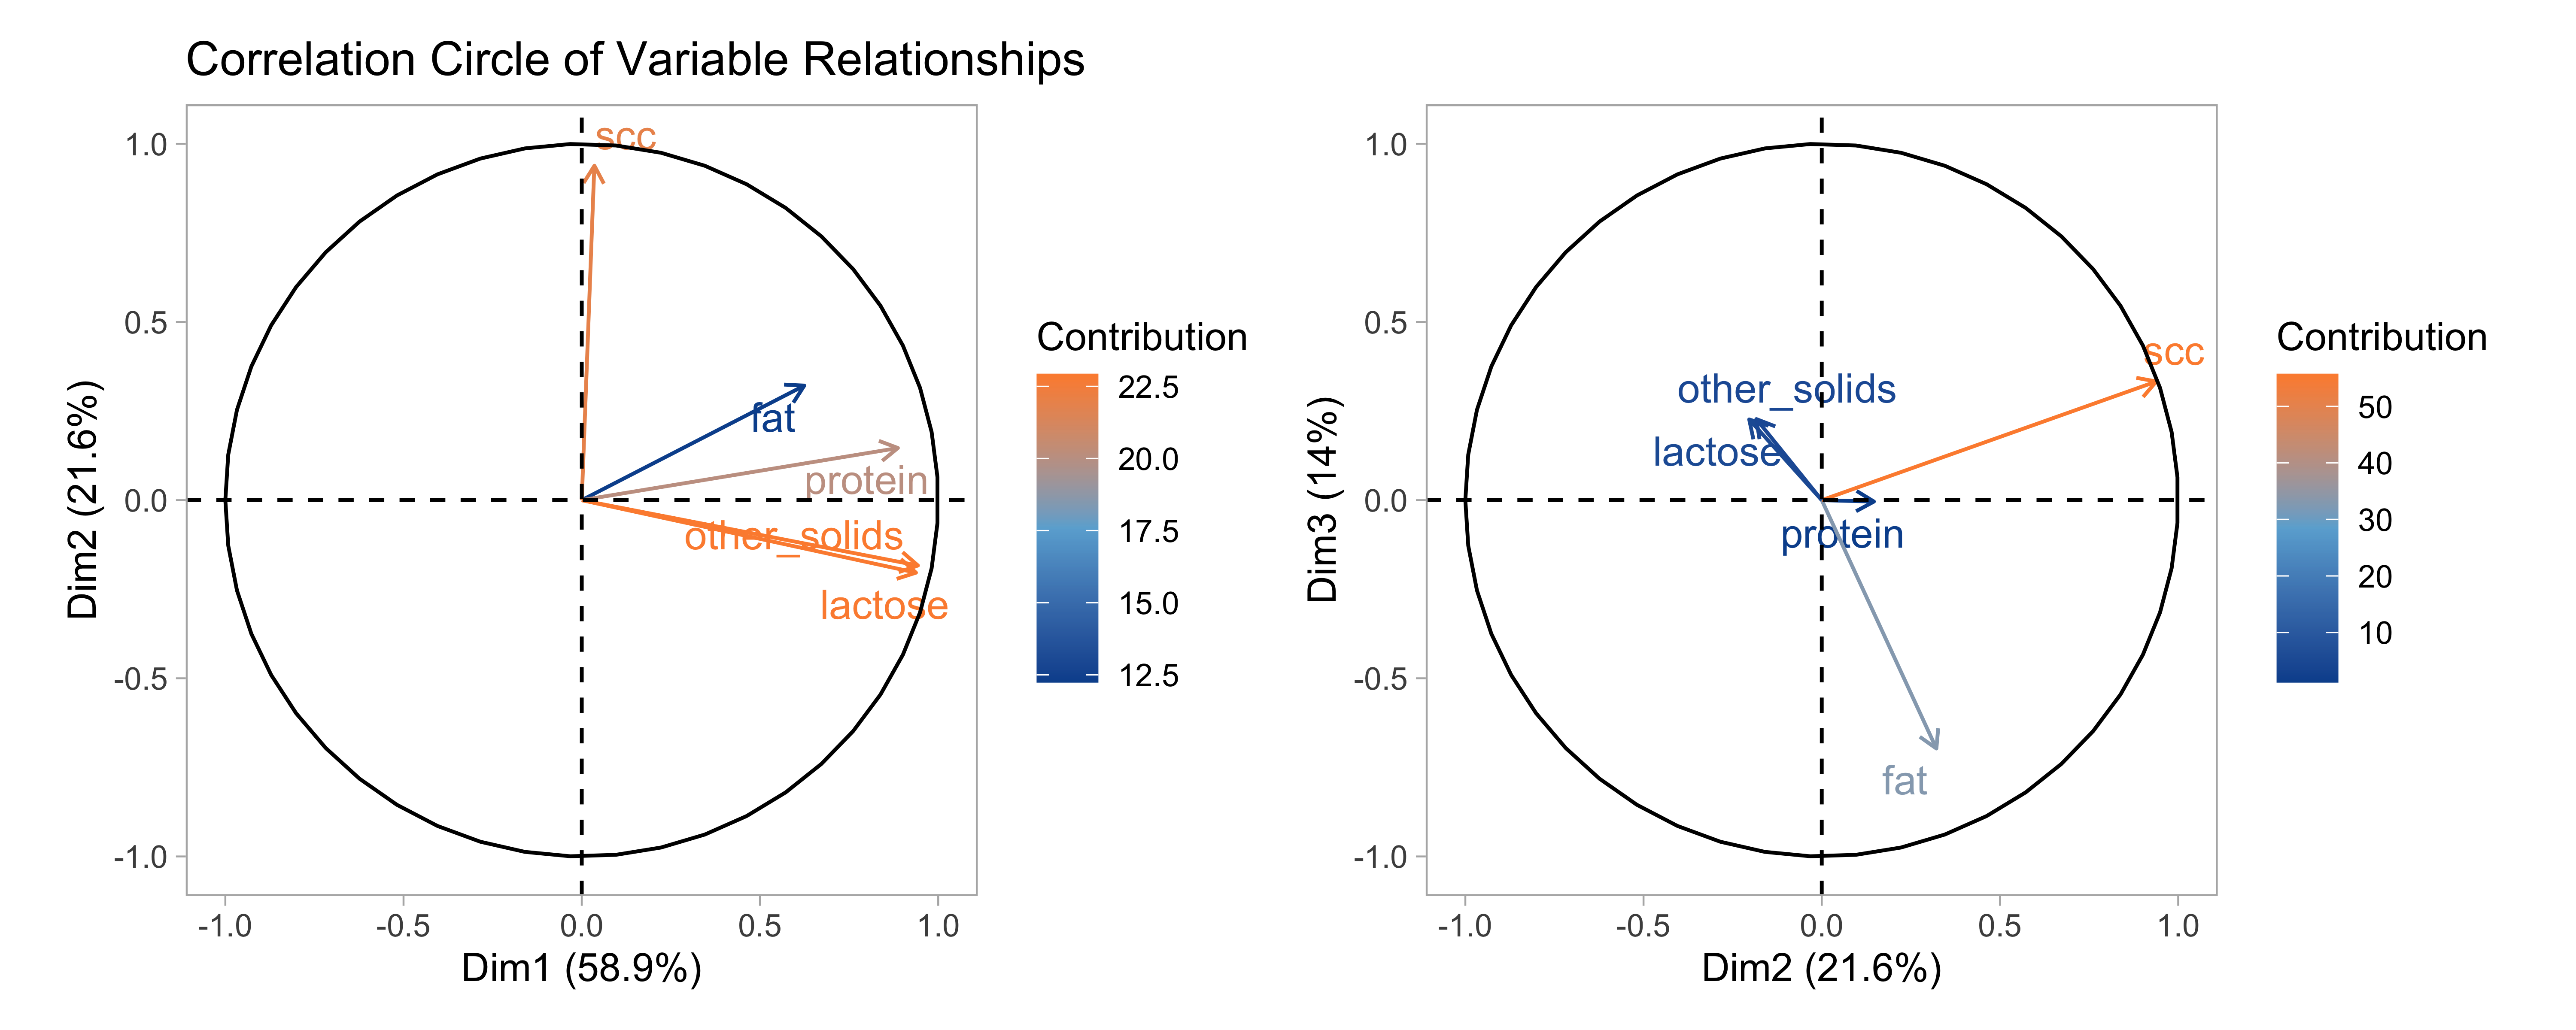 Correlation Circle of Variable Relationships
Dim2 (21.6%)
1.0
0.5
0.0
-0.5
-1.0
scc
fat
protein
other_solids
lactose
-1.0
-0.5
0.0
0.5
1.0
Dim1 (58.9%)
Contribution
22.5
20.0
17.5
15.0
12.5
Dim3 (14%)
1.0
0.5
0.0
-0.5
-1.0
scc
other_solids
lactose
protein
fat
-1.0
-0.5
0.0
0.5
1.0
Dim2 (21.6%)
Contribution
50
40
30
20
10